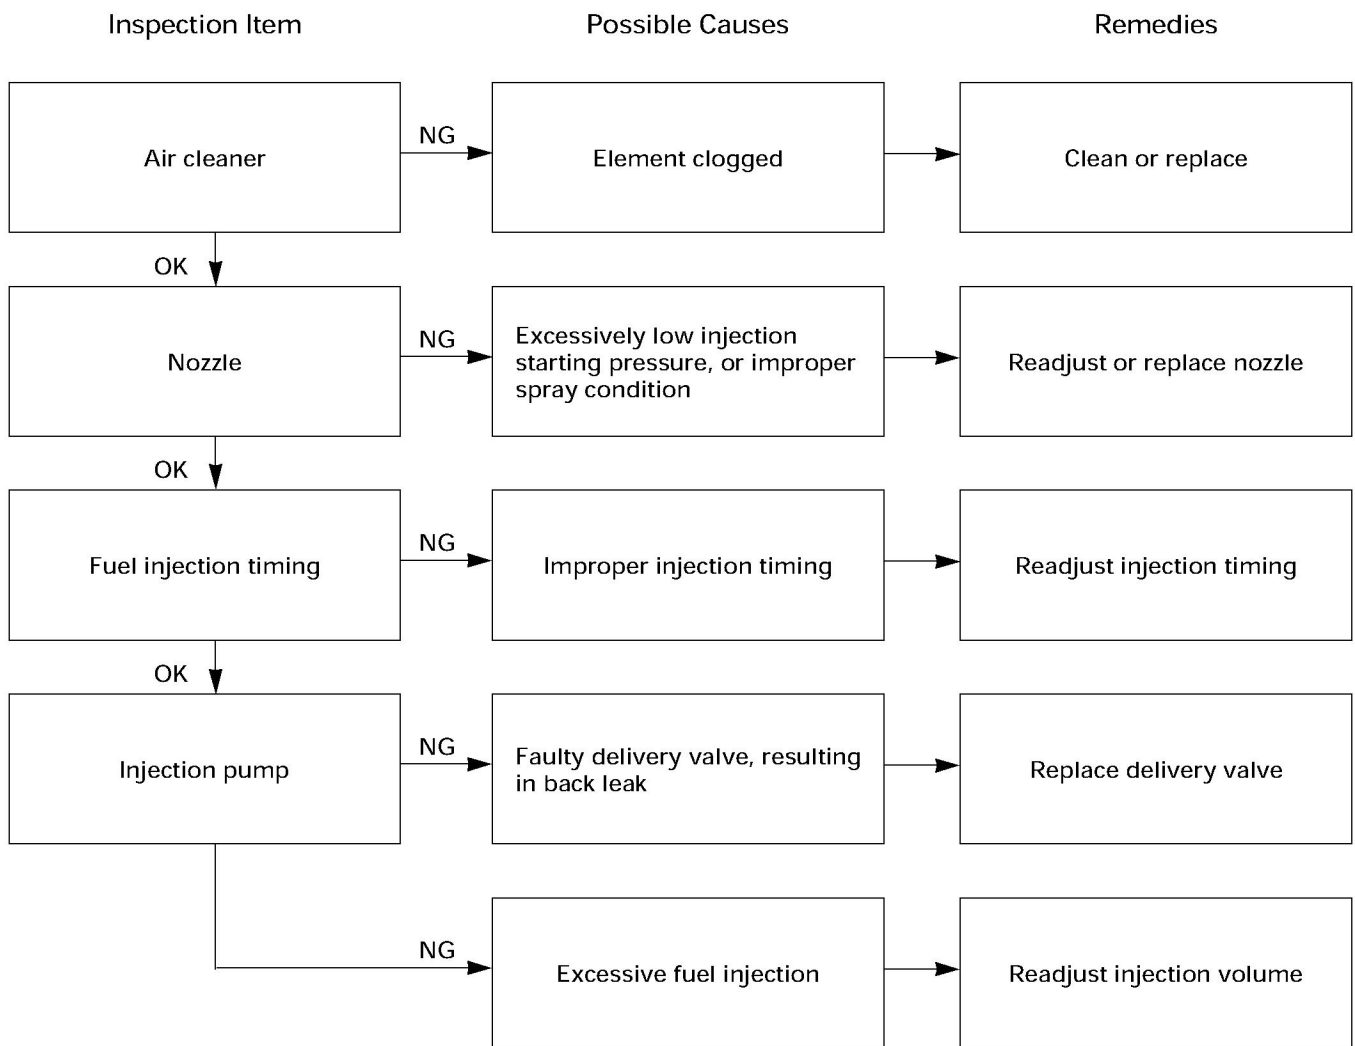 Inspection Item
Possible Causes
Remedies
Air cleaner
NG
Element clogged
Clean or replace
OK
Nozzle
NG
Excessively low injection
starting pressure, or improper
spray condition
Readjust or replace nozzle
OK
Fuel injection timing
NG
Improper injection timing
Readjust injection timing
OK
Injection pump
NG
Faulty delivery valve, resulting
in back leak
Replace delivery valve
NG
Excessive fuel injection
Readjust injection volume